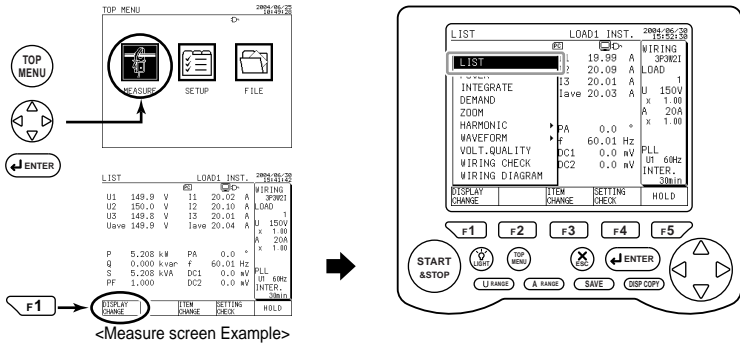 TOP MENU
2004/06/25
10:49:28
TOP
MENU
MEASURE
SETUP
FILE
ENTER
LIST
LOAD1 INST.
2004/06/30
15:41:42
PC
U1 149.9 V I1 20.02 A
U2 150.0 V I2 20.10 A
U3 149.8 V I3 20.01 A
Uave 149.9 V Iave 20.04 A
P 5.208 kW PA 0.0 °
Q 0.000 kvar f 60.01 Hz
S 5.208 kVA DC1 0.0 mV
PF 1.000 DC2 0.0 mV
WIRING
3P3W2I
LOAD
1
U 150V
x 1.00
A 20A
x 1.00
PLL
U1 60Hz
INTER.
30min
DISPLAY
CHANGE
ITEM
CHANGE
SETTING
CHECK
HOLD
F1
<Measure screen Example>
LIST
LOAD1 INST.
2004/06/30
15:52:30
PC
LIST
INTEGRATE
DEMAND
ZOOM
HARMONIC
WAVEFORM
VOLT.QUALITY
WIRING CHECK
WIRING DIAGRAM
19.99 A
20.09 A
I3 20.01 A
Iave 20.03 A
PA 0.0 °
f 60.01 Hz
DC1 0.0 mV
DC2 0.0 mV
WIRING
3P3W2I
LOAD
1
U 150V
x 1.00
A 20A
x 1.00
PLL
U1 60Hz
INTER.
30min
DISPLAY
CHANGE
ITEM
CHANGE
SETTING
CHECK
HOLD
F1
F2
F3
F4
F5
START
&STOP
LIGHT
TOP
MENU
ESC
ENTER
U RANGE
A RANGE
SAVE
DISP COPY